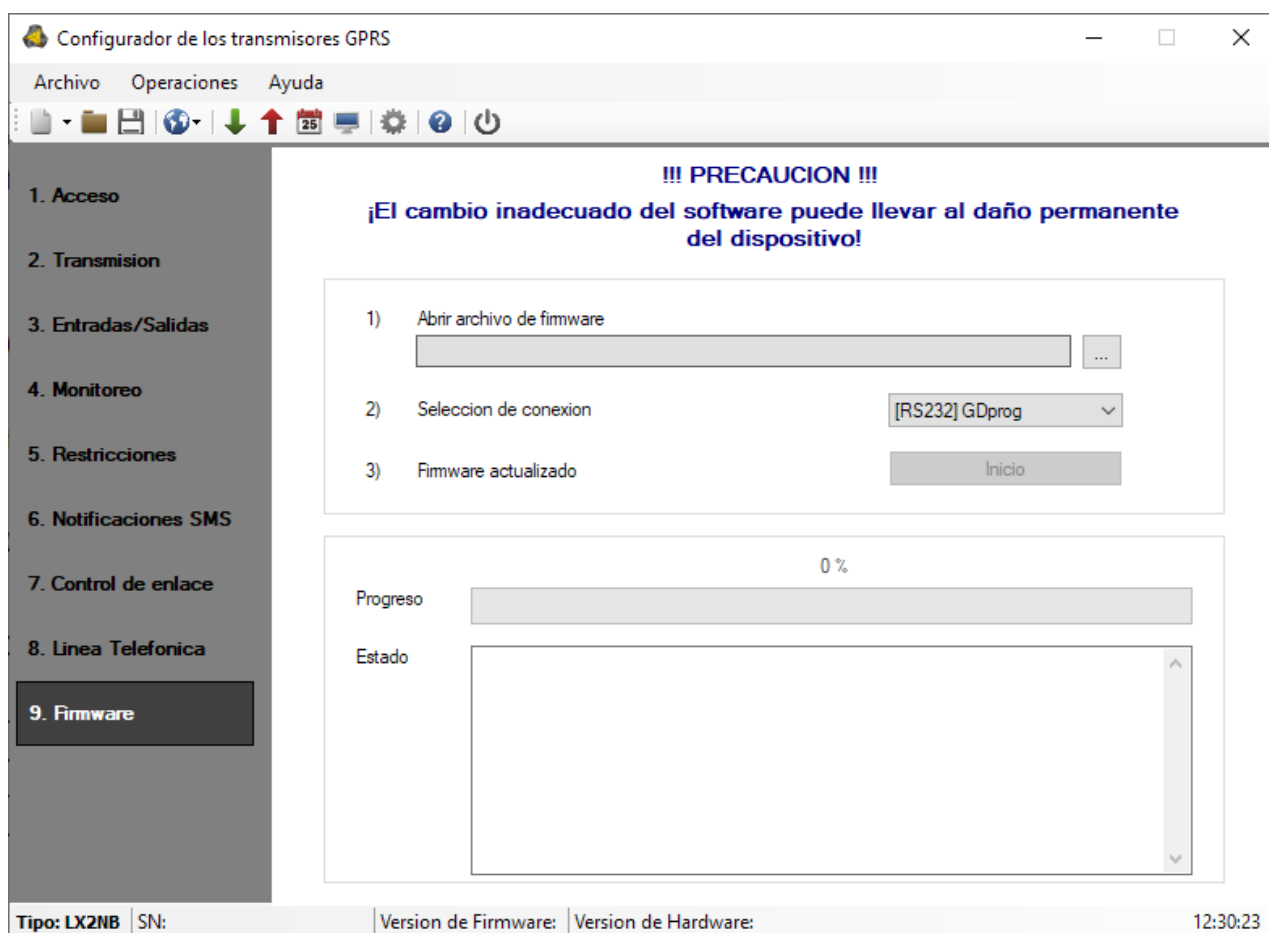 Configurador de los transmisores GPRS
Archivo Operaciones Ayuda
25
1. Acceso
2. Transmision
3. Entradas/Salidas
4. Monitoreo
5. Restricciones
6. Notificaciones SMS
7. Control de enlace
8. Linea Telefonica
9. Firmware
!!! PRECAUCION !!!
¡El cambio inadecuado del software puede llevar al daño permanente
del dispositivo!
1) Abrir archivo de firmware
...
2) Seleccion de conexion [RS232] GDprog
3) Firmware actualizado Inicio
0 %
Progreso
Estado
Tipo: LX2NB SN: Version de Firmware: Version de Hardware: 12:30:23